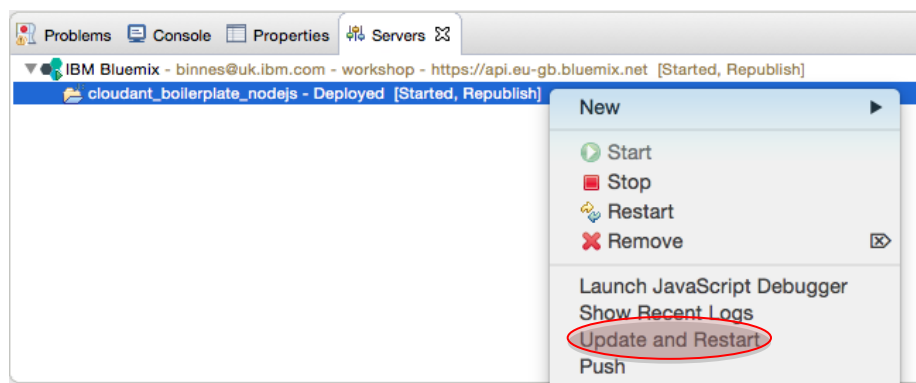 Problems Console Properties Servers
IBM Bluemix - binnes@uk.ibm.com - workshop - https://api.eu-gb.bluemix.net [Started, Republish]
cloudant_boilerplate_nodejs - Deployed [Started, Republish]
New
Start
Stop
Restart
Remove
Launch JavaScript Debugger
Show Recent Logs
Update and Restart
Push